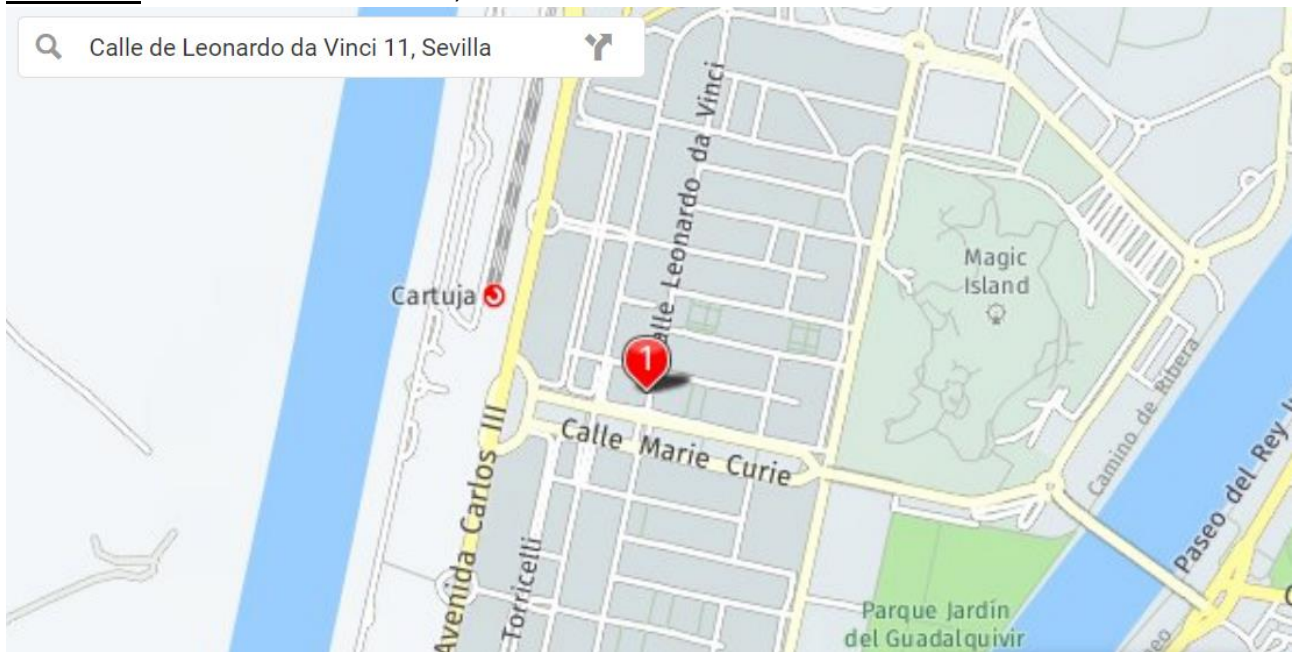 Calle de Leonardo da Vinci 11, Sevilla
alle Leonardo da Vinci
Cartuja
Magic
Island
1
Camino de Ribera
Paseo del Rey
Calle Marie Curie
Avenida Carlos III
Torricelli
Parque Jardín
del Guadalquivir